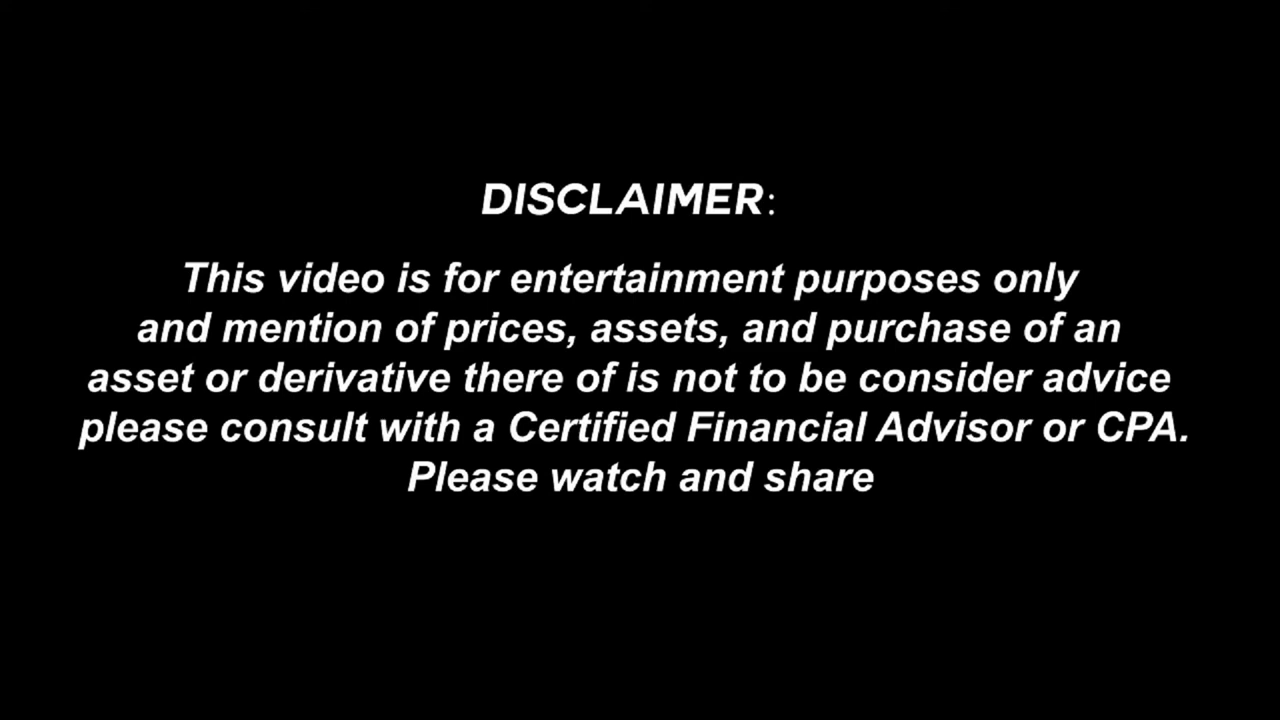 DISCLAIMER:
This video is for entertainment purposes only
and mention of prices, assets, and purchase of an
asset or derivative there of is not to be consider advice
please consult with a Certified Financial Advisor or CPA.
Please watch and share